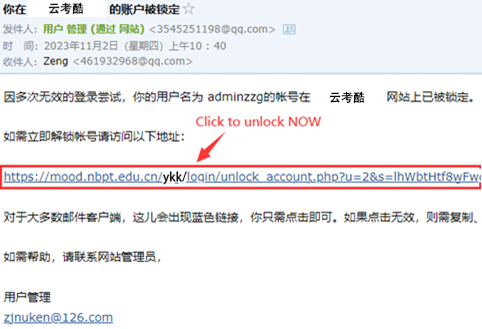 你在 云考酷 的账户被锁定☆
发件人：用户 管理 (通过 网站) <3545251198@qq.com>
时 间：2023年11月2日（星期四）上午10：40
收件人：Zeng <461932968@qq.com>
因多次无效的登录尝试，你的用户名为 adminzzg的帐号在 云考酷 网站上已被锁定。
Click to unlock NOW
如需立即解锁帐号请访问以下地址：
https://mood.nbpt.edu.cn/ykk/login/unlock_account.php?u=2&s=lhWbtHtf8wFw
对于大多数邮件客户端，这儿会出现蓝色链接，你只需点击即可。如果点击无效，则需复制、
如需帮助，请联系网站管理员，
用户管理
zjnuken@126.com